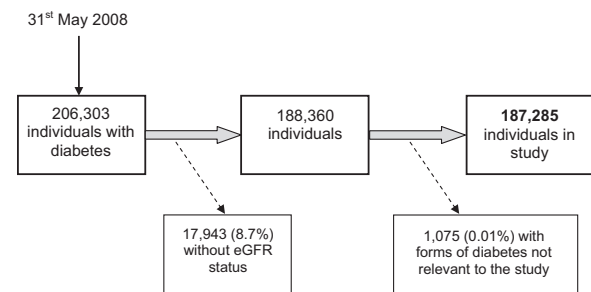 31st May 2008
206,303
individuals with
diabetes
188,360
individuals
187,285
individuals in
study
17,943 (8.7%)
without eGFR
status
1,075 (0.01%) with
forms of diabetes not
relevant to the study